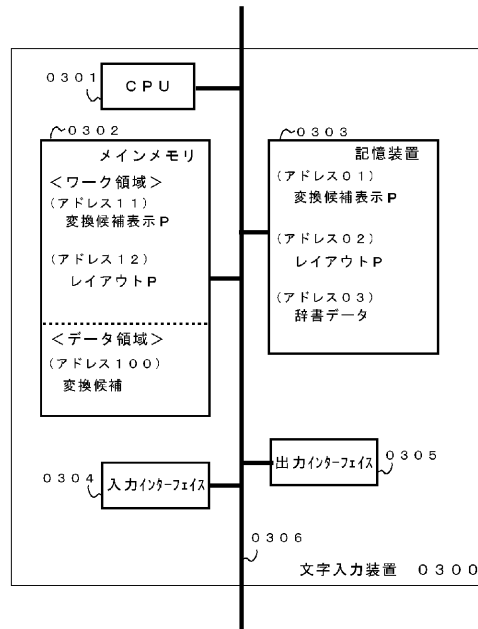 0301
CPU
0302
メインメモリ
<ワーク領域>
(アドレス11)
変換候補表示P
(アドレス12)
レイアウトP
<データ領域>
(アドレス100)
変換候補
0303
記憶装置
(アドレス01)
変換候補表示P
(アドレス02)
レイアウトP
(アドレス03)
辞書データ
0304
入力インターフェイス
出力インターフェイス
0305
0306
文字入力装置 0300